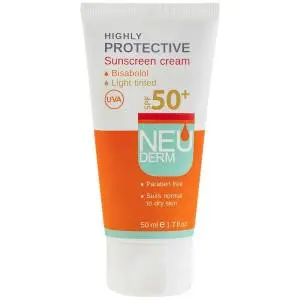 HIGHLY
PROTECTIVE
Sunscreen cream
Bisabolol
Light tinted
UVA
SPF 50+
NEU
DERM
Paraben free
Suits normal
to dry skin
50 ml e 1.7 fl.oz